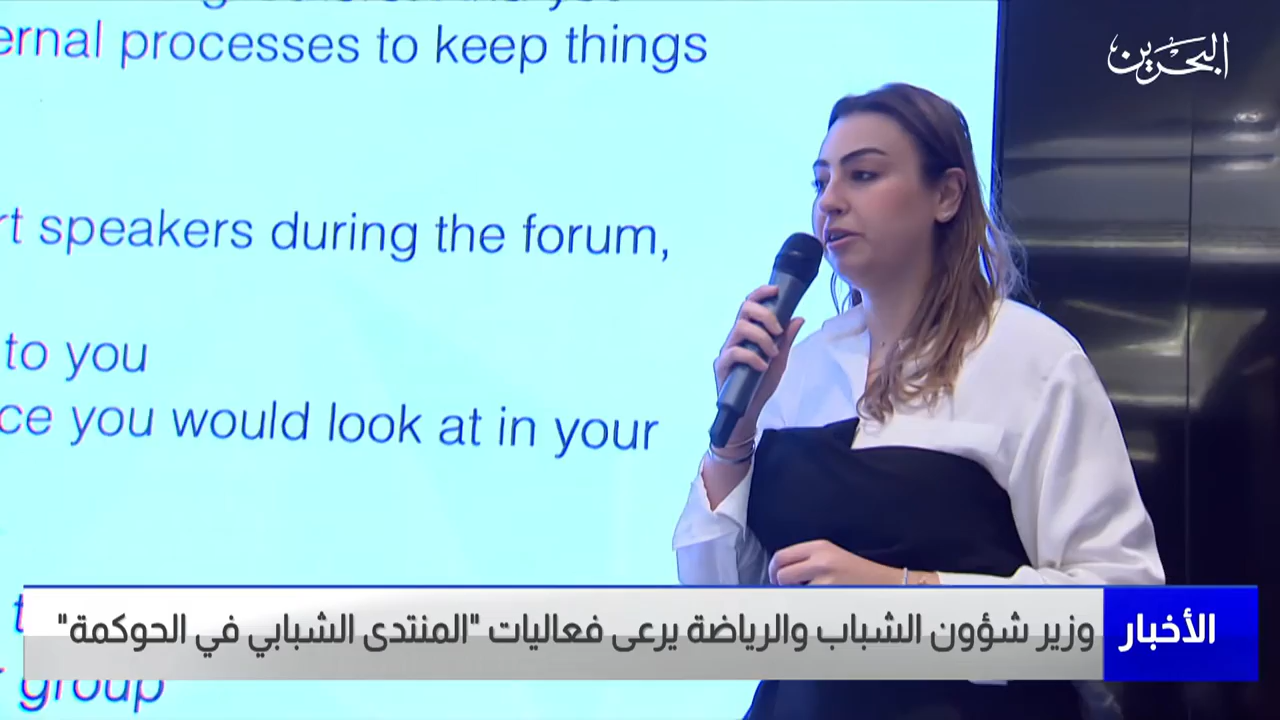 ernal processes to keep things
البحرين
rt speakers during the forum,
to you
ce you would look at in your
الأخبار
وزير شؤون الشباب والرياضة يرعى فعاليات "المنتدى الشبابي في الحوكمة"
group